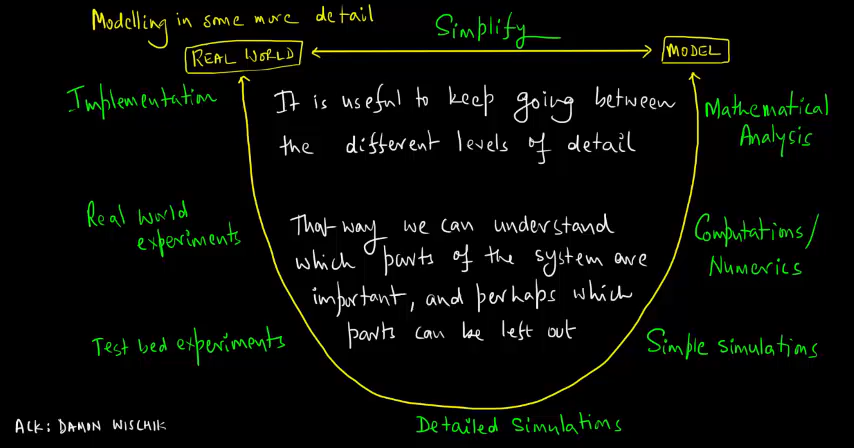 Modelling in some more detail
Simplify
REAL WORLD
MODEL
Implementation
It is useful to keep going between
the different levels of detail
Mathematical
Analysis
Real world
experiments
That way we can understand
which parts of the system are
important, and perhaps which
parts can be left out
Computations/
Numerics
Test bed experiments
Simple simulations
Detailed simulations
ACK: DAMON WISCHIK